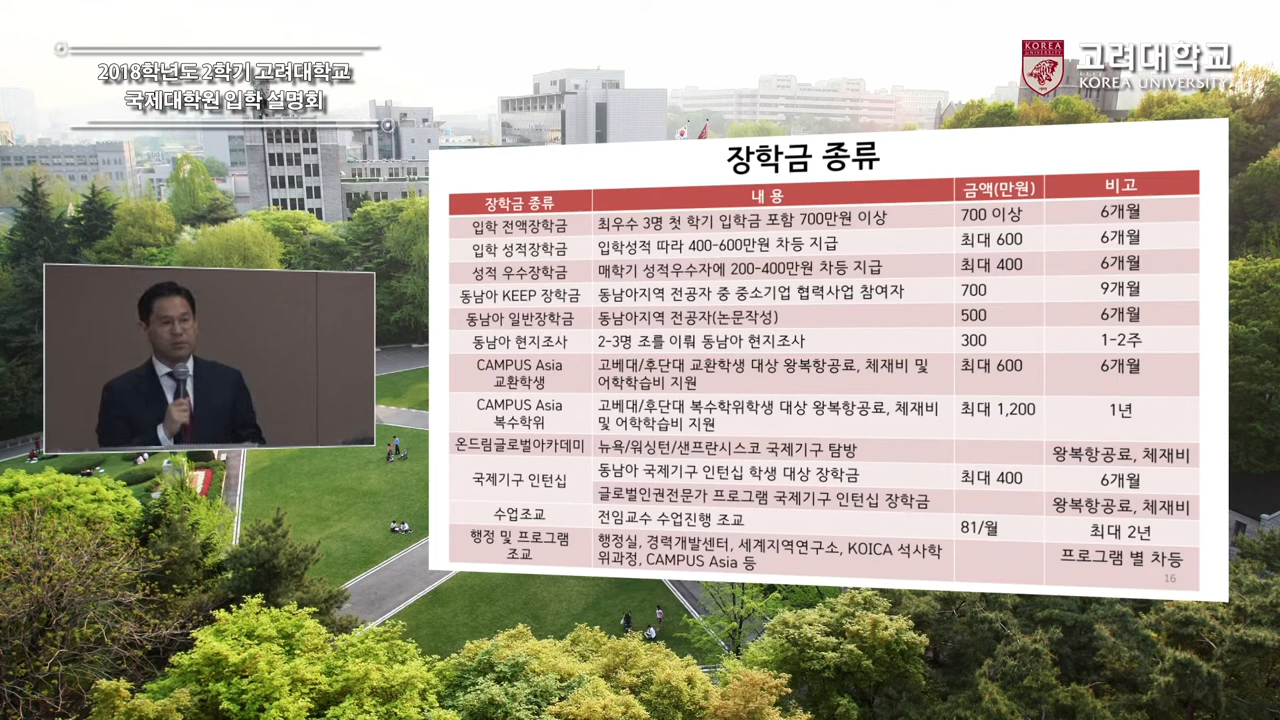 2018학년도 2학기 고려대학교
국제대학원 입학 설명회
KOREA
1905
고려대학교
KOREA UNIVERSITY
장학금 종류
장학금 종류 내 용 금액(만원) 비고
입학 전액장학금 최우수 3명 첫 학기 입학금 포함 700만원 이상 700 이상 6개월
입학 성적장학금 입학성적 따라 400-600만원 차등 지급 최대 600 6개월
성적 우수장학금 매학기 성적우수자에 200-400만원 차등 지급 최대 400 6개월
동남아 KEEP 장학금 동남아지역 전공자 중 중소기업 협력사업 참여자 700 9개월
동남아 일반장학금 동남아지역 전공자(논문작성) 500 6개월
동남아 현지조사 2-3명 조를 이뤄 동남아 현지조사 300 1-2주
CAMPUS Asia 고베대/후단대 교환학생 대상 왕복항공료, 체재비 및 최대 600 6개월
교환학생 어학학습비 지원
CAMPUS Asia 고베대/후단대 복수학위학생 대상 왕복항공료, 체재비 최대 1,200 1년
복수학위 및 어학학습비 지원
온드림글로벌아카데미 뉴욕/워싱턴/샌프란시스코 국제기구 탐방 왕복항공료, 체재비
국제기구 인턴십 동남아 국제기구 인턴십 학생 대상 장학금 최대 400 6개월
글로벌인권전문가 프로그램 국제기구 인턴십 장학금 왕복항공료, 체재비
수업조교 전임교수 수업진행 조교 81/월 최대 2년
행정 및 프로그램 행정실, 경력개발센터, 세계지역연구소, KOICA 석사학 프로그램 별 차등
조교 위과정, CAMPUS Asia 등
16